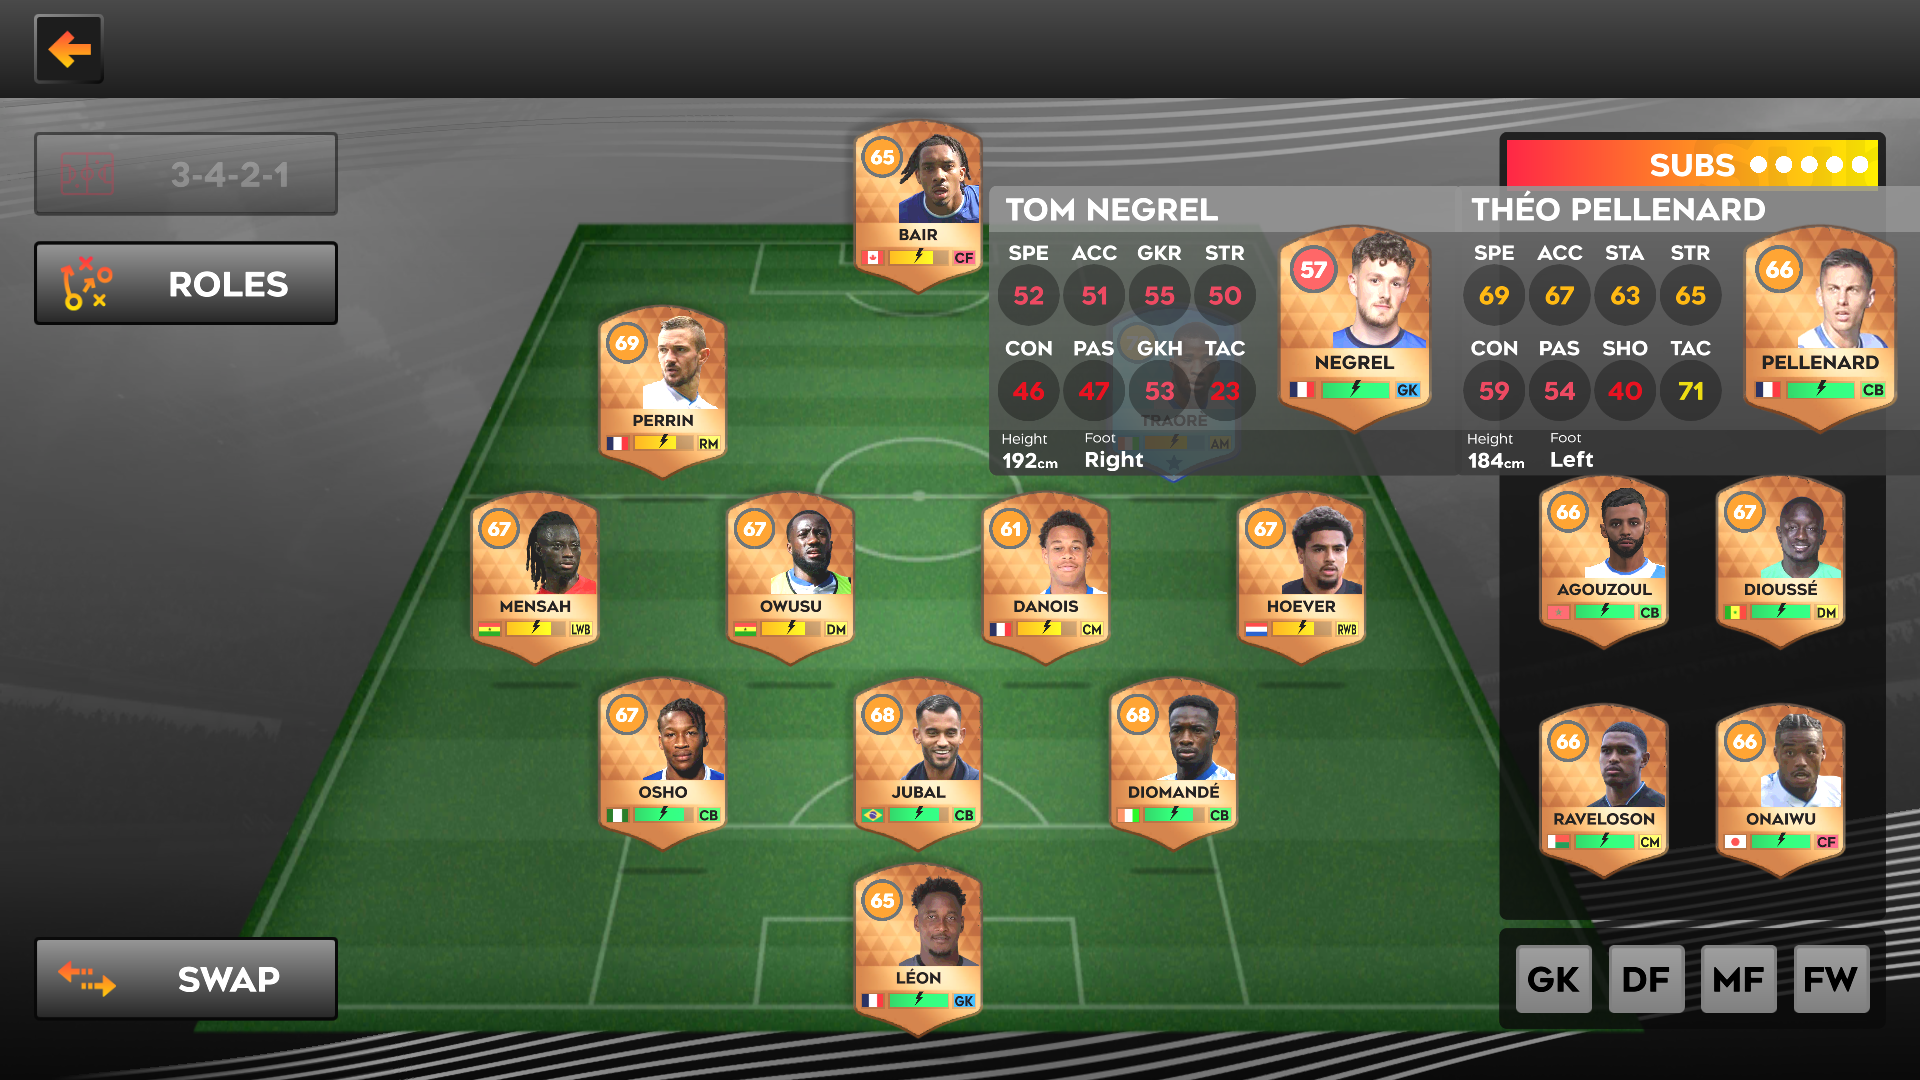 3-4-2-1
ROLES
SWAP
65
BAIR
CF
69
PERRIN
RM
TRAORE
AM
67
MENSAH
LWB
67
OWUSU
DM
61
DANOIS
CM
67
HOEVER
RWB
67
OSHO
CB
68
JUBAL
CB
68
DIOMANDÉ
CB
65
LÉON
GK
SUBS
TOM NEGREL
SPE ACC GKR STR
52 51 55 50
CON PAS GKH TAC
46 47 53 23
Height Foot
192cm Right
57
NEGREL
GK
THÉO PELLENARD
SPE ACC STA STR
69 67 63 65
CON PAS SHO TAC
59 54 40 71
Height Foot
184cm Left
66
PELLENARD
CB
66
AGOUZOUL
CB
67
DIOUSSÉ
DM
66
RAVELOSON
CM
66
ONAIWU
CF
GK DF MF FW